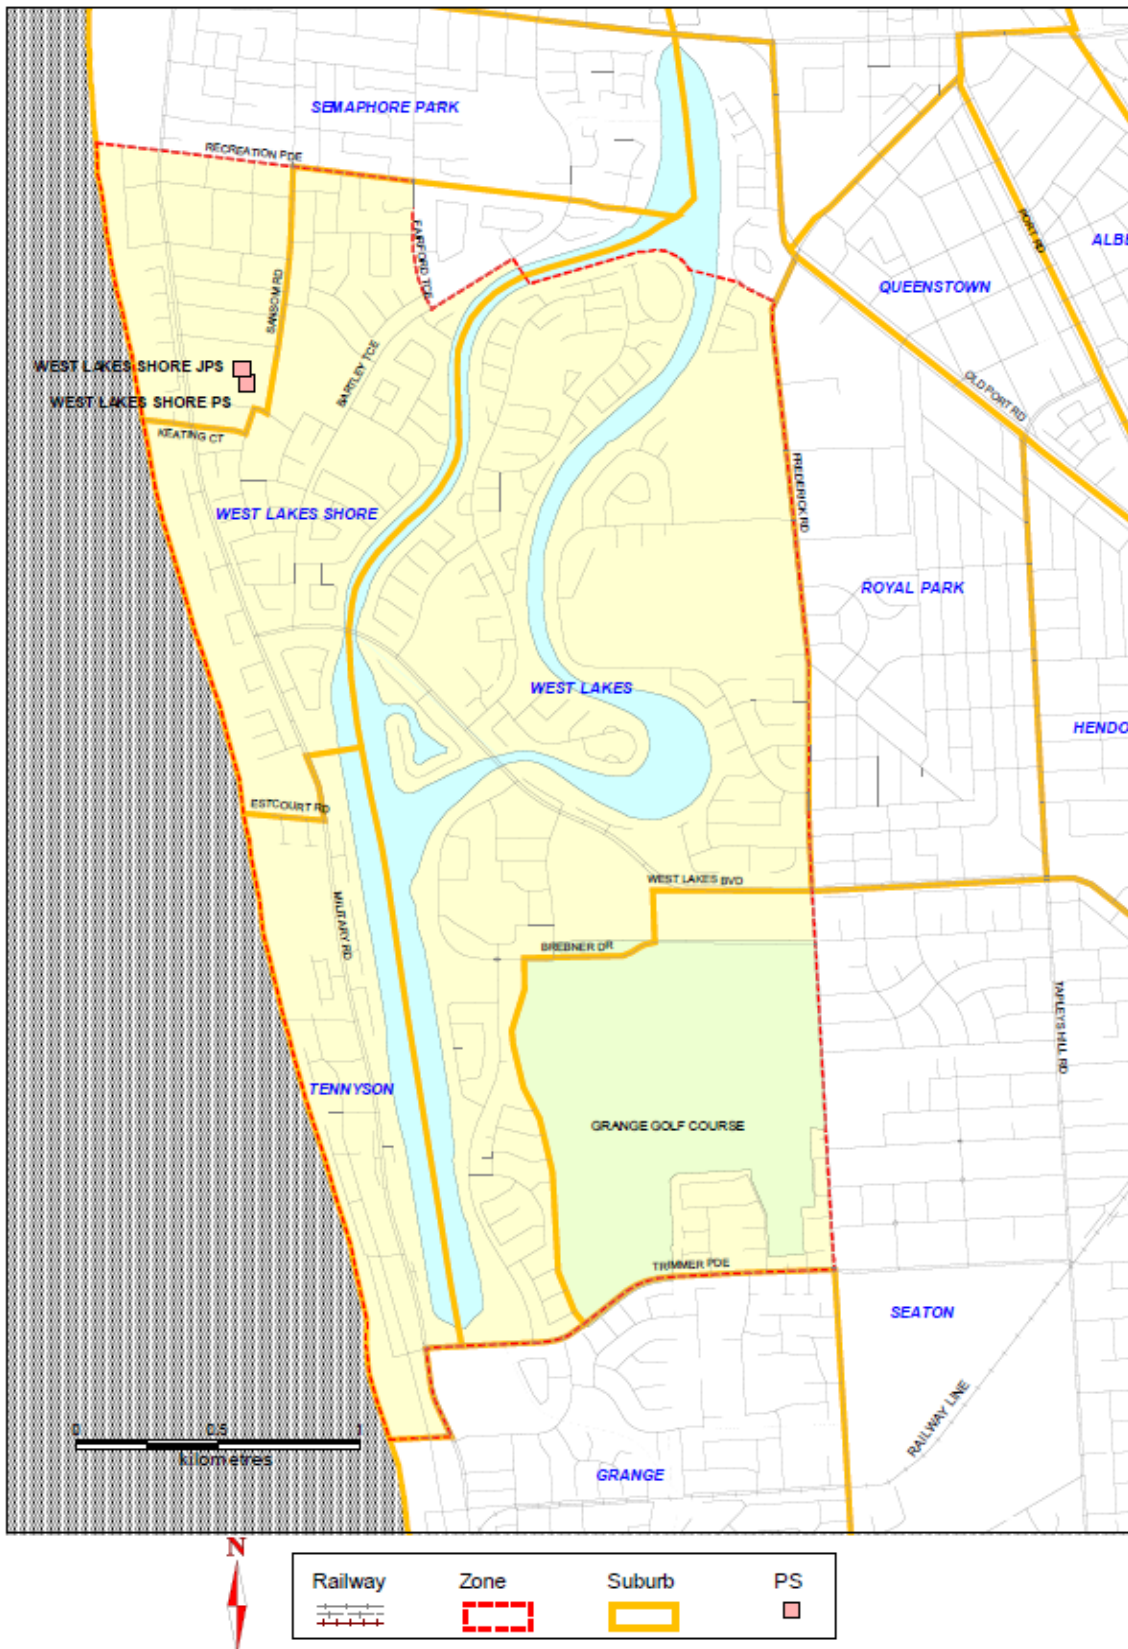 SEMAPHORE PARK
RECREATION PDE
FAIRFORD TCE
PORT RD
ALBE
QUEENSTOWN
SANSOM RD
BARTLEY TCE
WEST LAKES SHORE JPS
WEST LAKES SHORE PS
KEATING CT
OLD PORT RD
FREDERICK RD
WEST LAKES SHORE
ROYAL PARK
WEST LAKES
HENDO
ESTCOURT RD
WEST LAKES BVD
MILITARY RD
BREBNER DR
TAPLEYS HILL RD
TENNYSON
GRANGE GOLF COURSE
TRIMMER PDE
SEATON
RAILWAY LINE
0 0.5 1
kilometres
GRANGE
N
Railway Zone Suburb PS